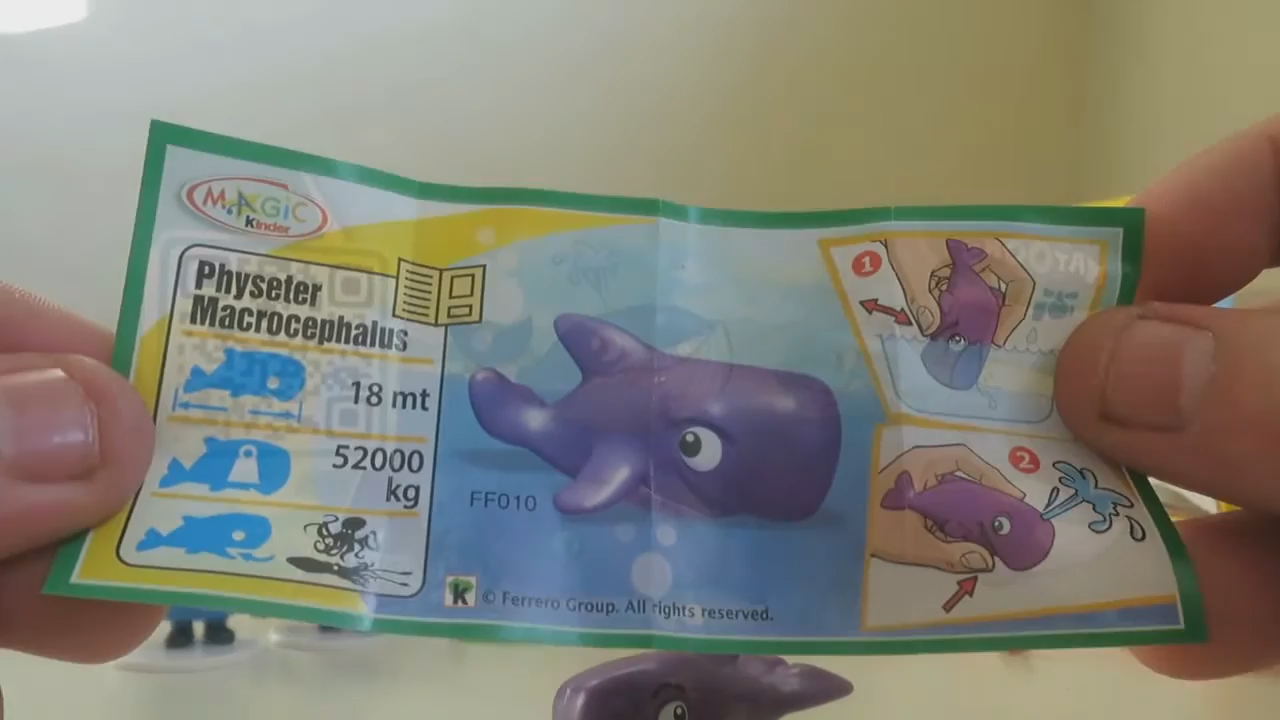 MAGiC
Kinder
Physeter
Macrocephalus
18 mt
52000
kg
FF010
K © Ferrero Group. All rights reserved.
1
2